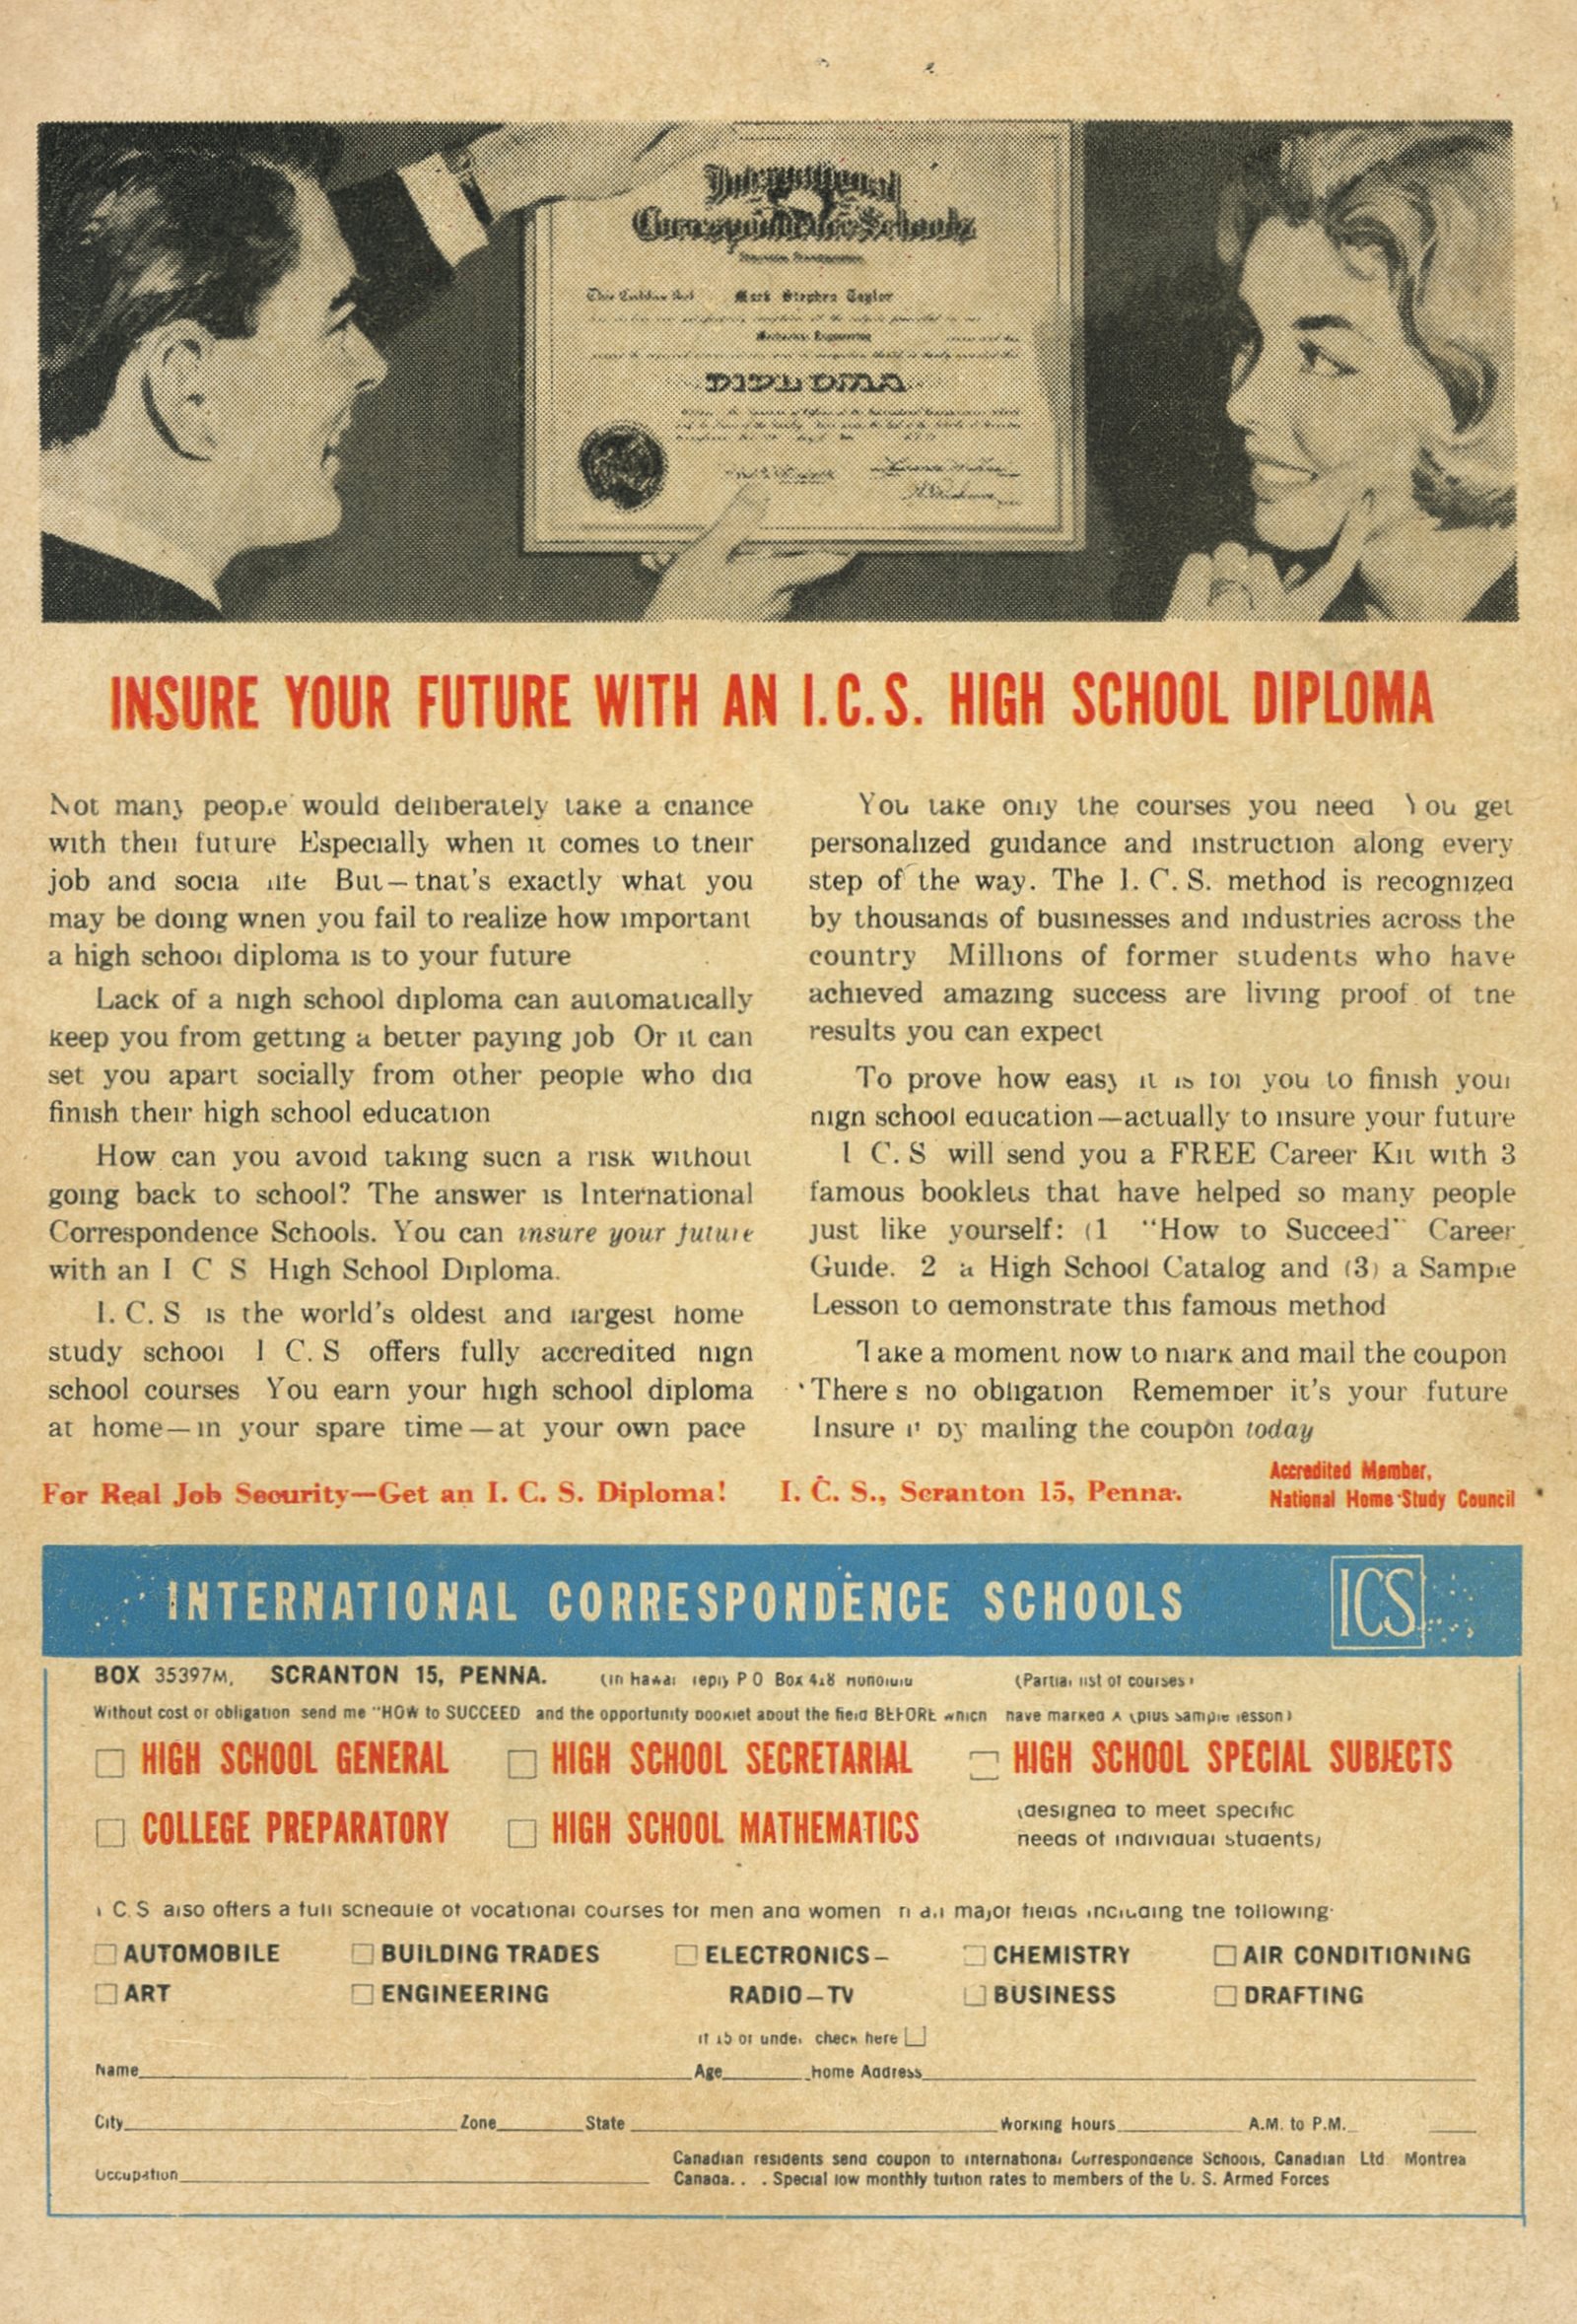 International
Correspondence Schools
This Certifies that Mark Stephen Taylor
Mechanical Engineering
DIPLOMA
INSURE YOUR FUTURE WITH AN I.C.S. HIGH SCHOOL DIPLOMA
Not many people would deliberately take a chance
with their future Especially when it comes to their
job and social life But—that's exactly what you
may be doing when you fail to realize how important
a high school diploma is to your future
Lack of a high school diploma can automatically
keep you from getting a better paying job Or it can
set you apart socially from other people who did
finish their high school education
How can you avoid taking such a risk without
going back to school? The answer is International
Correspondence Schools. You can insure your future
with an I C S High School Diploma.
I. C. S is the world's oldest and largest home
study school I C. S offers fully accredited high
school courses You earn your high school diploma
at home—in your spare time—at your own pace
You take only the courses you need You get
personalized guidance and instruction along every
step of the way. The I. C. S. method is recognized
by thousands of businesses and industries across the
country Millions of former students who have
achieved amazing success are living proof of the
results you can expect
To prove how easy it is for you to finish your
high school education—actually to insure your future
I C. S will send you a FREE Career Kit with 3
famous booklets that have helped so many people
just like yourself: (1 "How to Succeed" Career
Guide. 2 a High School Catalog and (3) a Sample
Lesson to demonstrate this famous method
Take a moment now to mark and mail the coupon
There s no obligation Remember it's your future
Insure it by mailing the coupon today
For Real Job Security—Get an I. C. S. Diploma! I. C. S., Scranton 15, Penna.
Accredited Member,
National Home Study Council
INTERNATIONAL CORRESPONDENCE SCHOOLS ICS
BOX 35397M, SCRANTON 15, PENNA. (In Hawaii reply P O Box 418 Honolulu (Partial list of courses)
Without cost or obligation send me "HOW to SUCCEED and the opportunity booklet about the field BEFORE which have marked X (plus sample lesson)
HIGH SCHOOL GENERAL HIGH SCHOOL SECRETARIAL HIGH SCHOOL SPECIAL SUBJECTS
COLLEGE PREPARATORY HIGH SCHOOL MATHEMATICS
(designed to meet specific
needs of individual students)
I C. S also offers a full schedule of vocational courses for men and women in all major fields including the following
AUTOMOBILE BUILDING TRADES ELECTRONICS— CHEMISTRY AIR CONDITIONING
ART ENGINEERING RADIO—TV BUSINESS DRAFTING
If 15 or under check here
Name Age Home Address
City Zone State Working hours A.M. to P.M.
Occupation
Canadian residents send coupon to International Correspondence Schools, Canadian Ltd Montrea
Canada. . . Special low monthly tuition rates to members of the U. S. Armed Forces